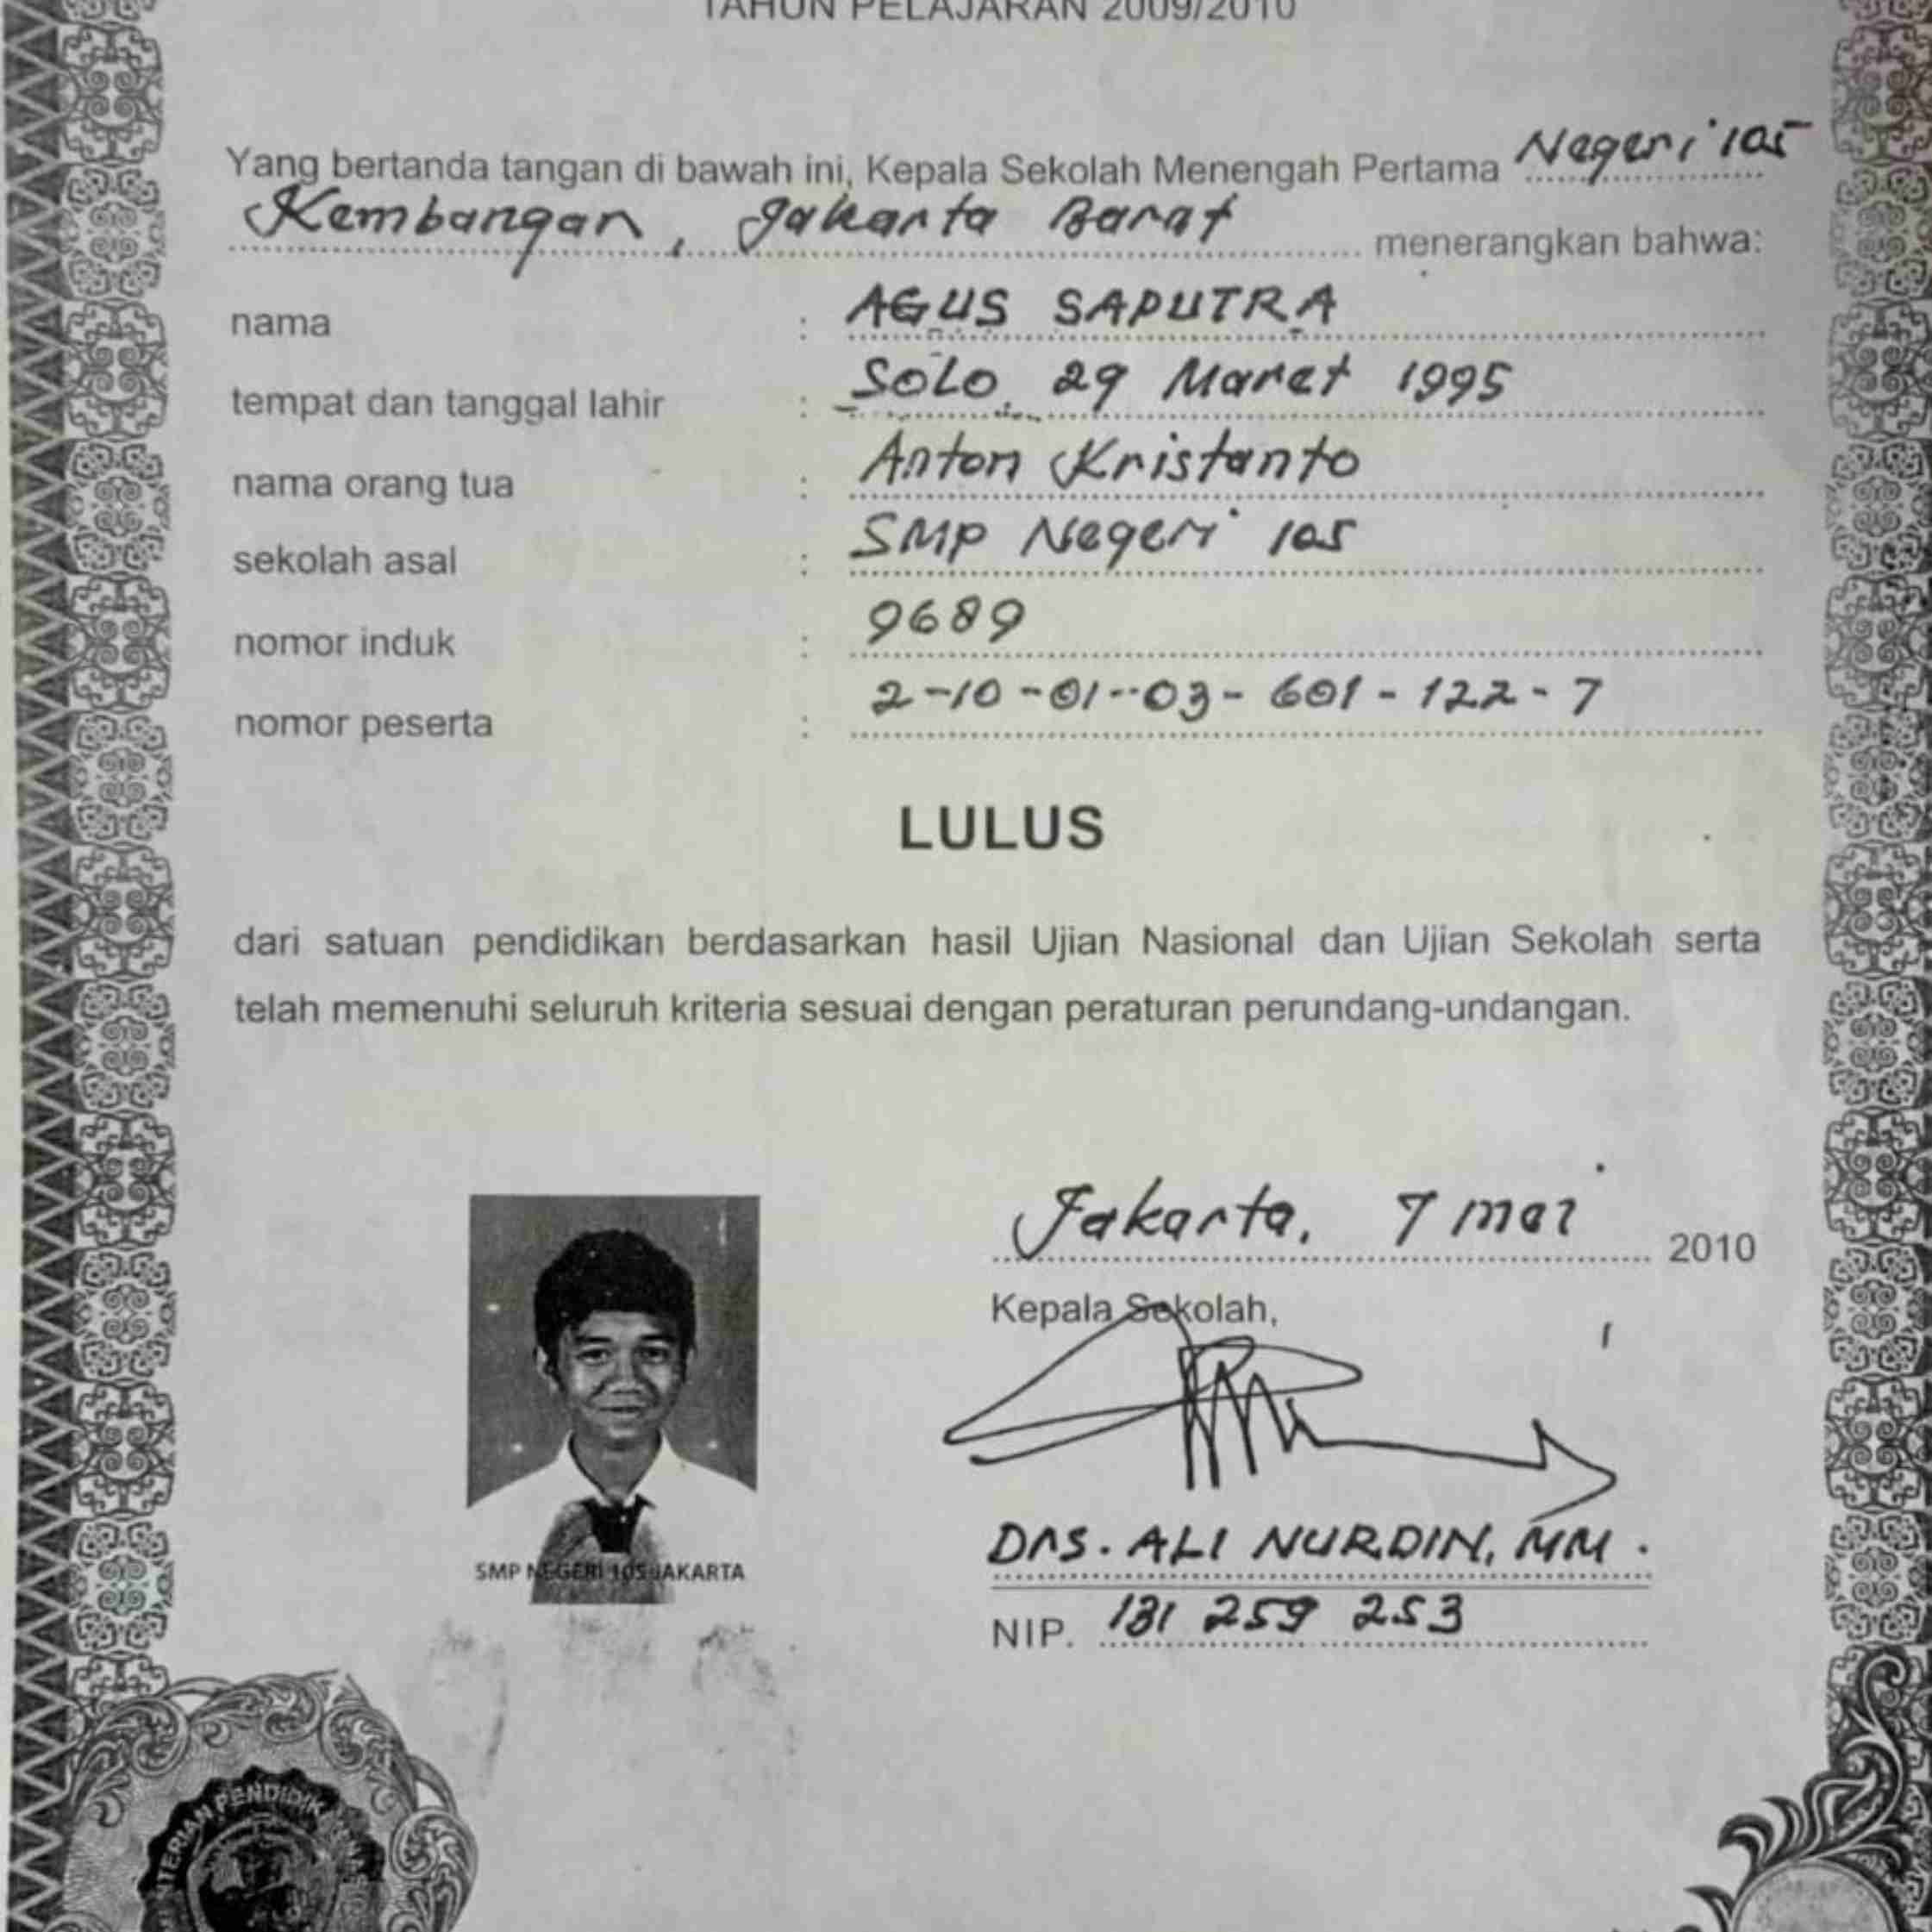 TAHUN PELAJARAN 2009/2010
Yang bertanda tangan di bawah ini, Kepala Sekolah Menengah Pertama Negeri 105
Kembangan, Jakarta Barat menerangkan bahwa:
nama : AGUS SAPUTRA
tempat dan tanggal lahir : SOLO, 29 Maret 1995
nama orang tua : Anton Kristanto
sekolah asal : SMP Negeri 105
nomor induk : 9689
nomor peserta : 2-10-01-03-601-122-7
LULUS
dari satuan pendidikan berdasarkan hasil Ujian Nasional dan Ujian Sekolah serta
telah memenuhi seluruh kriteria sesuai dengan peraturan perundang-undangan.
Jakarta, 7 mei 2010
Kepala Sekolah,
SMP NEGERI 105 JAKARTA
DRS. ALI NURDIN, MM.
NIP. 131 259 253